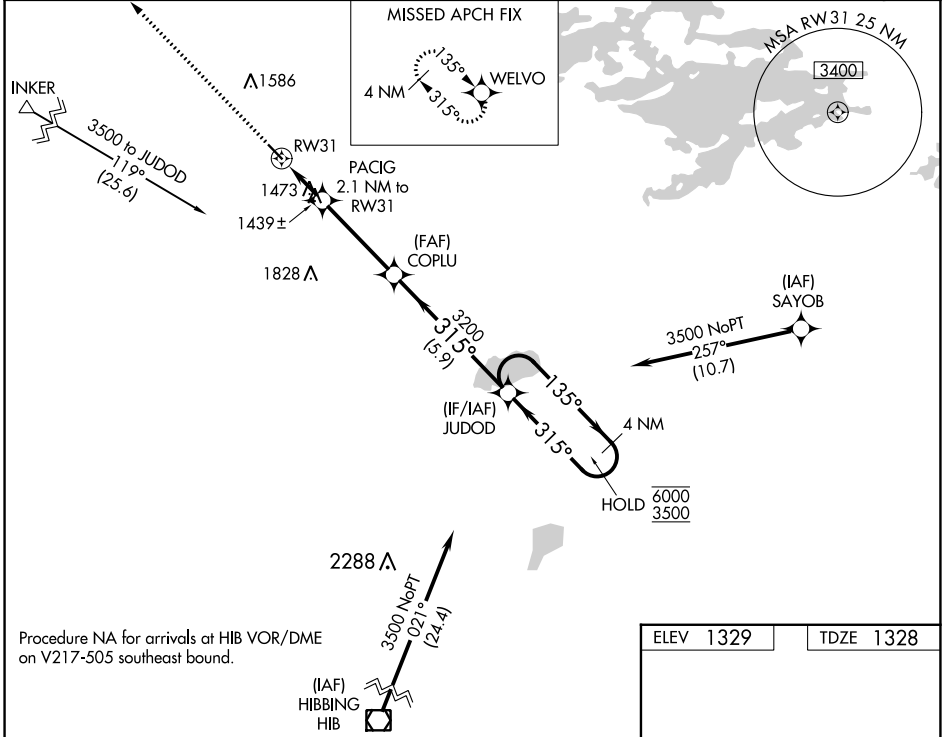 MISSED APCH FIX
135°
WELVO
4 NM
315°
MSA RW31 25 NM
3400
INKER
1586
3500 to JUDOD
119°
(25.6)
RW31
PACIG
2.1 NM to
RW31
1473
1439±
(FAF)
COPLU
1828
3200
315°
(5.9)
(IAF)
SAYOB
3500 NoPT
257°
(10.7)
(IF/IAF)
JUDOD
135°
315°
4 NM
HOLD
6000
3500
2288
3500 NoPT
021°
(24.4)
Procedure NA for arrivals at HIB VOR/DME
on V217-505 southeast bound.
(IAF)
HIBBING
HIB
ELEV 1329
TDZE 1328